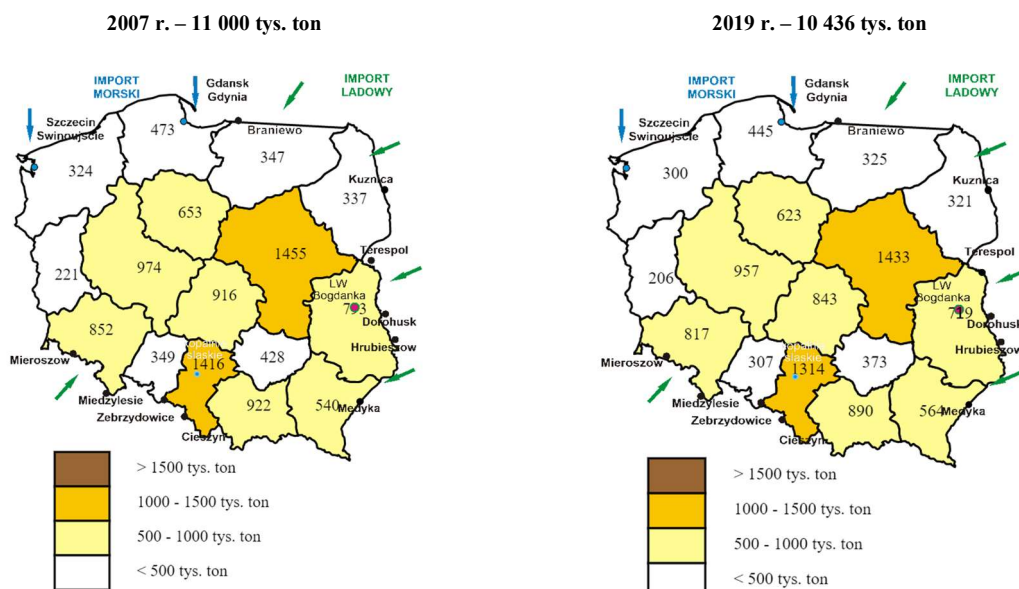 2007 r. – 11 000 tys. ton
IMPORT
MORSKI
Gdansk
Gdynia
IMPORT
LADOWY
Szczecin
Swinoujscie
473
Braniewo
347
324
Kuznica
337
653
1455
Terespol
221
974
916
LW
Bogdanka
793
Dorohusk
852
Hrubieszow
349
428
Mieroszow
slaskie
1416
Miedzylesie
922
540
Medyka
Zebrzydowice
Cieszyn
> 1500 tys. ton
1000 - 1500 tys. ton
500 - 1000 tys. ton
< 500 tys. ton
2019 r. – 10 436 tys. ton
IMPORT
MORSKI
Gdansk
Gdynia
IMPORT
LADOWY
Szczecin
Swinoujscie
445
Braniewo
325
300
Kuznica
321
623
1433
Terespol
206
957
843
LW
Bogdanka
719
Dorohusk
817
Hrubieszow
307
373
Mieroszow
slaskie
1314
Miedzylesie
890
564
Medyka
Zebrzydowice
Cieszyn
> 1500 tys. ton
1000 - 1500 tys. ton
500 - 1000 tys. ton
< 500 tys. ton